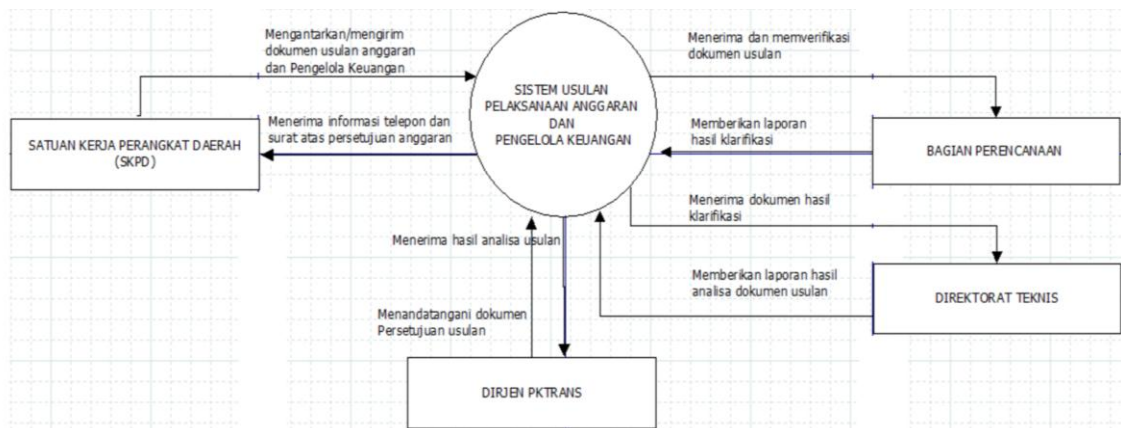 Mengantarkan/mengirim
dokumen usulan anggaran
dan Pengelola Keuangan
Menerima dan memverifikasi
dokumen usulan
SISTEM USULAN
PELAKSANAAN ANGGARAN
DAN
PENGELOLA KEUANGAN
Menerima informasi telepon dan
surat atas persetujuan anggaran
Memberikan laporan
hasil klarifikasi
SATUAN KERJA PERANGKAT DAERAH
(SKPD)
BAGIAN PERENCANAAN
Menerima dokumen hasil
klarifikasi
Menerima hasil analisa usulan
Memberikan laporan hasil
analisa dokumen usulan
DIREKTORAT TEKNIS
Menandatangani dokumen
Persetujuan usulan
DIRJEN PKTRANS